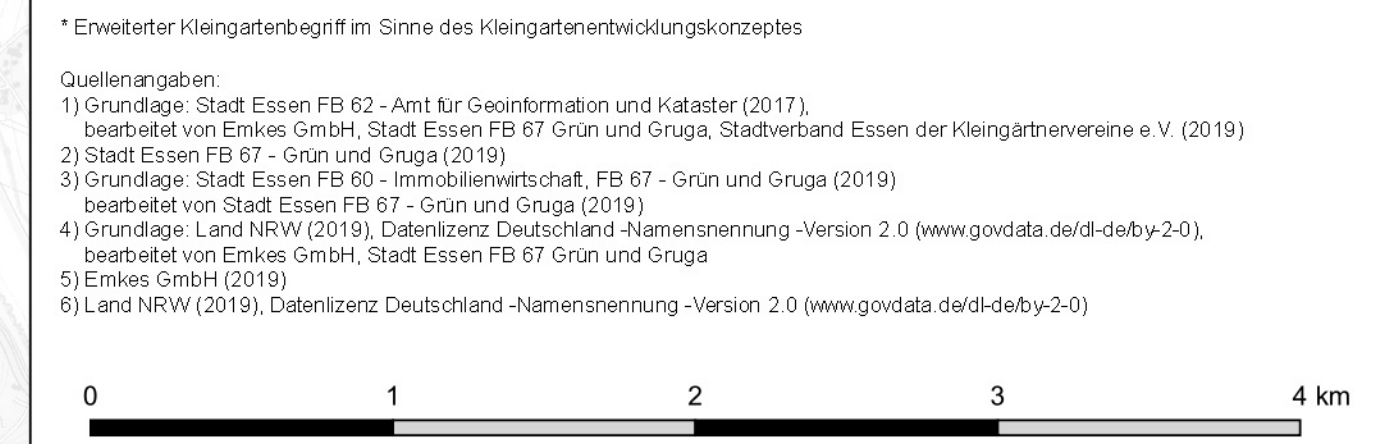 * Erweiterter Kleingartenbegriff im Sinne des Kleingartenentwicklungskonzeptes
Quellenangaben:
1) Grundlage: Stadt Essen FB 62 - Amt für Geoinformation und Kataster (2017),
bearbeitet von Emkes GmbH, Stadt Essen FB 67 Grün und Gruga, Stadtverband Essen der Kleingärtnervereine e.V. (2019)
2) Stadt Essen FB 67 - Grün und Gruga (2019)
3) Grundlage: Stadt Essen FB 60 - Immobilienwirtschaft, FB 67 - Grün und Gruga (2019)
bearbeitet von Stadt Essen FB 67 - Grün und Gruga (2019)
4) Grundlage: Land NRW (2019), Datenlizenz Deutschland -Namensnennung -Version 2.0 (www.govdata.de/dl-de/by-2-0),
bearbeitet von Emkes GmbH, Stadt Essen FB 67 Grün und Gruga
5) Emkes GmbH (2019)
6) Land NRW (2019), Datenlizenz Deutschland -Namensnennung -Version 2.0 (www.govdata.de/dl-de/by-2-0)
0 1 2 3 4 km